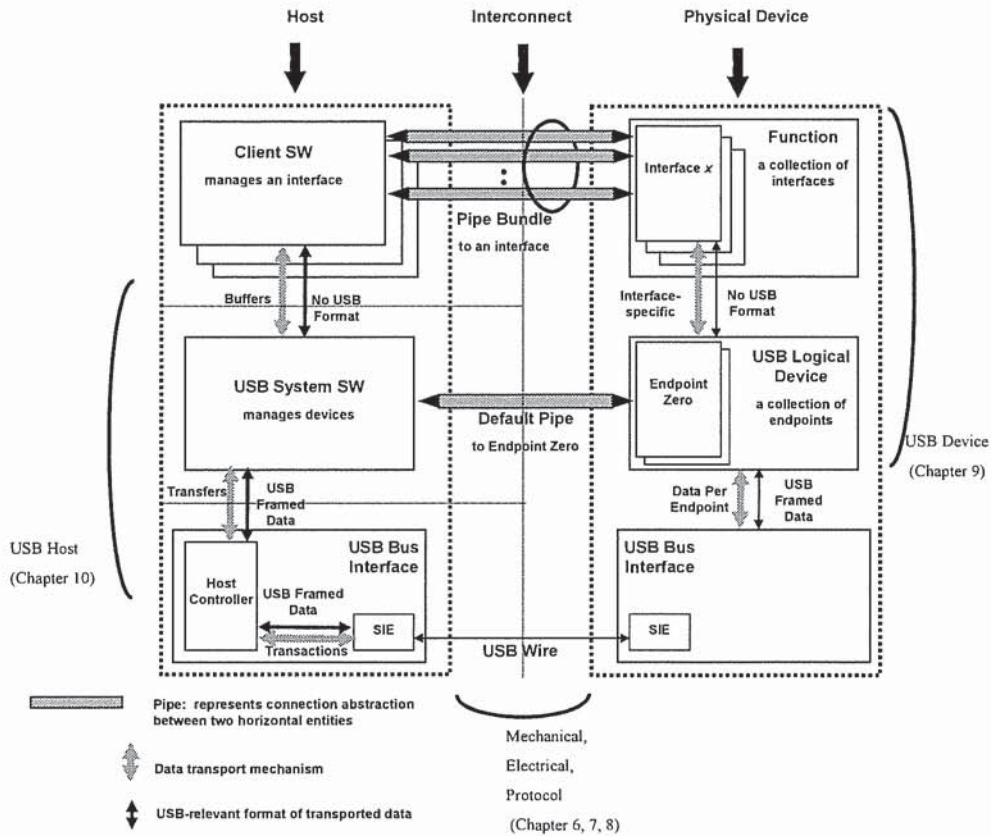 Host
Interconnect
Physical Device
Client SW
manages an interface
Pipe Bundle
to an interface
Interface x
Function
a collection of
interfaces
Buffers
No USB
Format
Interface-
specific
No USB
Format
USB System SW
manages devices
Default Pipe
to Endpoint Zero
Endpoint
Zero
USB Logical
Device
a collection of
endpoints
USB Device
(Chapter 9)
Transfers
USB
Framed
Data
Data Per
Endpoint
USB
Framed
Data
USB Host
(Chapter 10)
USB Bus
Interface
Host
Controller
USB Framed
Data
Transactions
SIE
USB Wire
USB Bus
Interface
SIE
Pipe: represents connection abstraction
between two horizontal entities
Data transport mechanism
USB-relevant format of transported data
Mechanical,
Electrical,
Protocol
(Chapter 6, 7, 8)